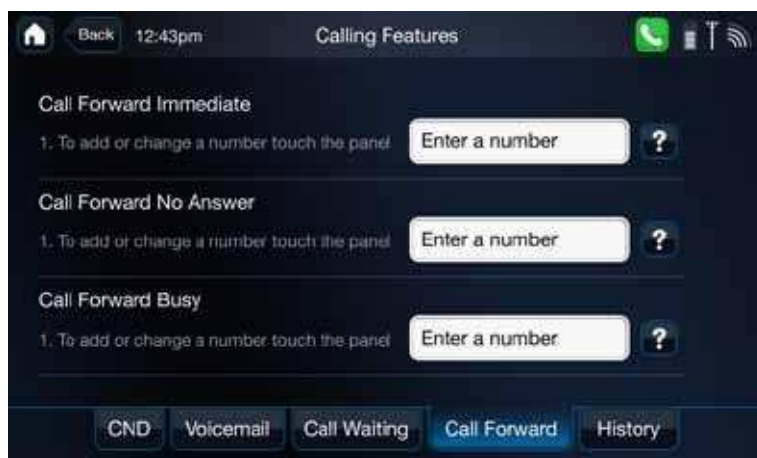 Back 12:43pm Calling Features
Call Forward Immediate
1. To add or change a number touch the panel Enter a number ?
Call Forward No Answer
1. To add or change a number touch the panel Enter a number ?
Call Forward Busy
1. To add or change a number touch the panel Enter a number ?
CND Voicemail Call Waiting Call Forward History